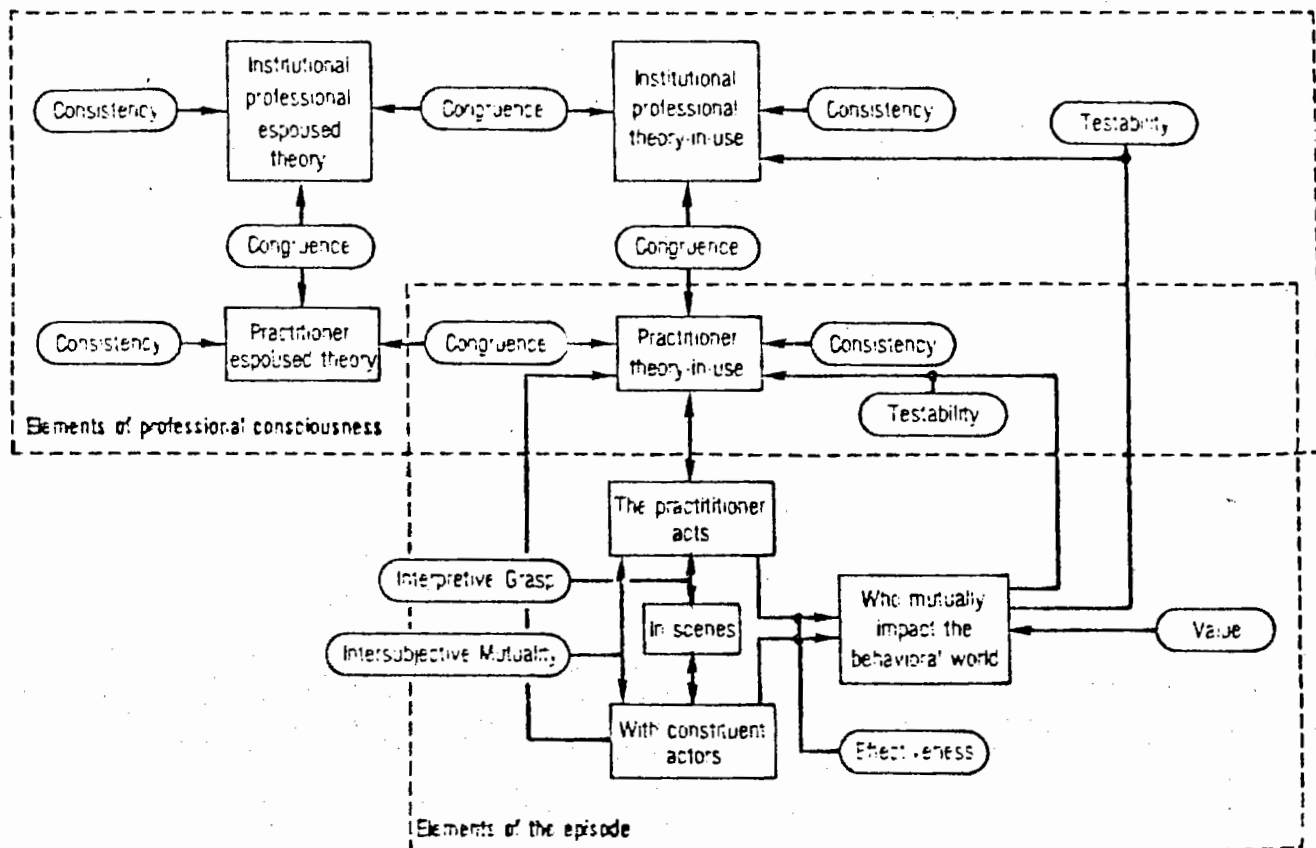 Institutional
professional
espoused
theory
Institutional
professional
theory-in-use
Consistency
Congruence
Consistency
Testability
Congruence
Congruence
Consistency
Practitioner
espoused theory
Congruence
Practitioner
theory-in-use
Consistency
Testability
Elements of professional consciousness
The practititioner
acts
Interpretive Grasp
In scenes
Who mutually
impact the
behavioral world
Value
Intersubjective Mutuality
With constituent
actors
Effectiveness
Elements of the episode